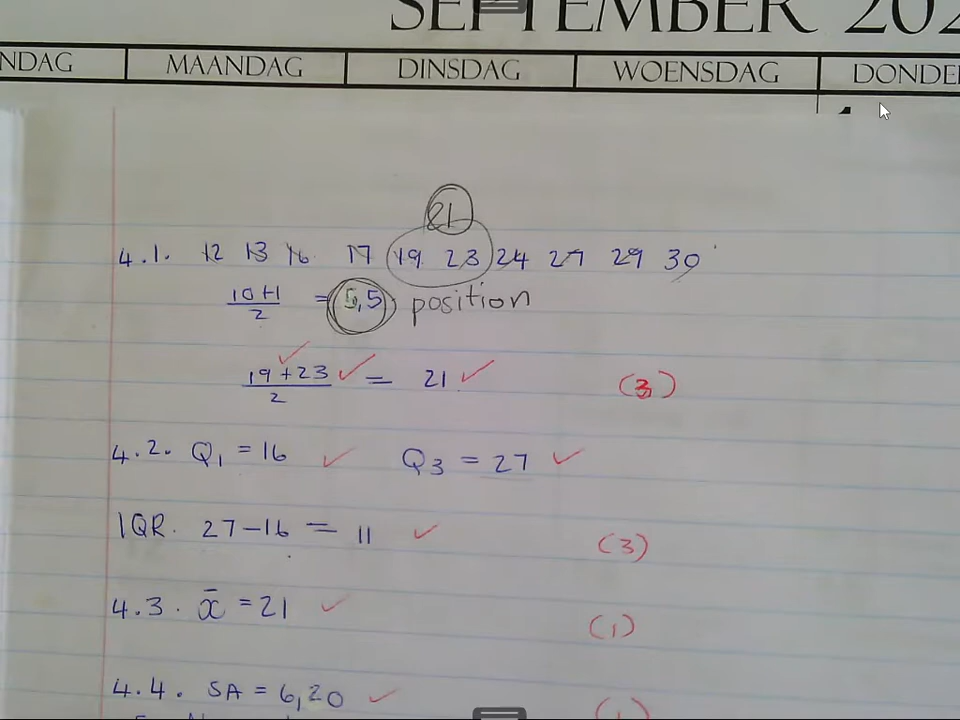 SEPTEMBER 202
NDAG MAANDAG DINSDAG WOENSDAG DONDE
21
4.1. 12 13 16 17 19 23 24 27 29 30
10+1/2 = 5,5 position
19+23/2 = 21 (3)
4.2. Q1 = 16 Q3 = 27
IQR. 27-16 = 11 (3)
4.3. x̄ = 21 (1)
4.4. SA = 6,20 (1)